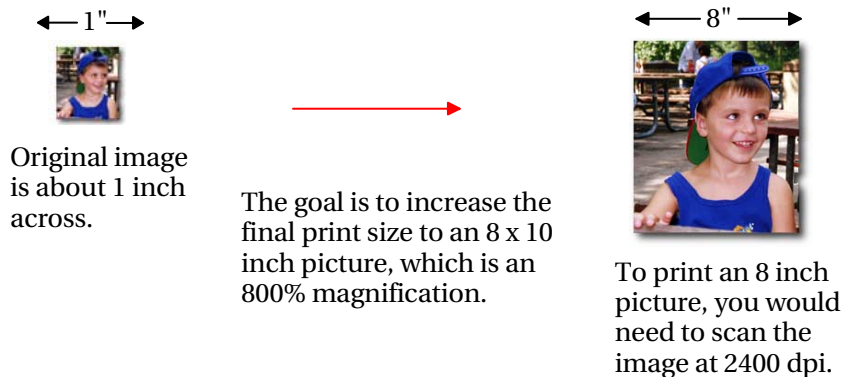 1"
8"
Original image
is about 1 inch
across.
The goal is to increase the
final print size to an 8 x 10
inch picture, which is an
800% magnification.
To print an 8 inch
picture, you would
need to scan the
image at 2400 dpi.